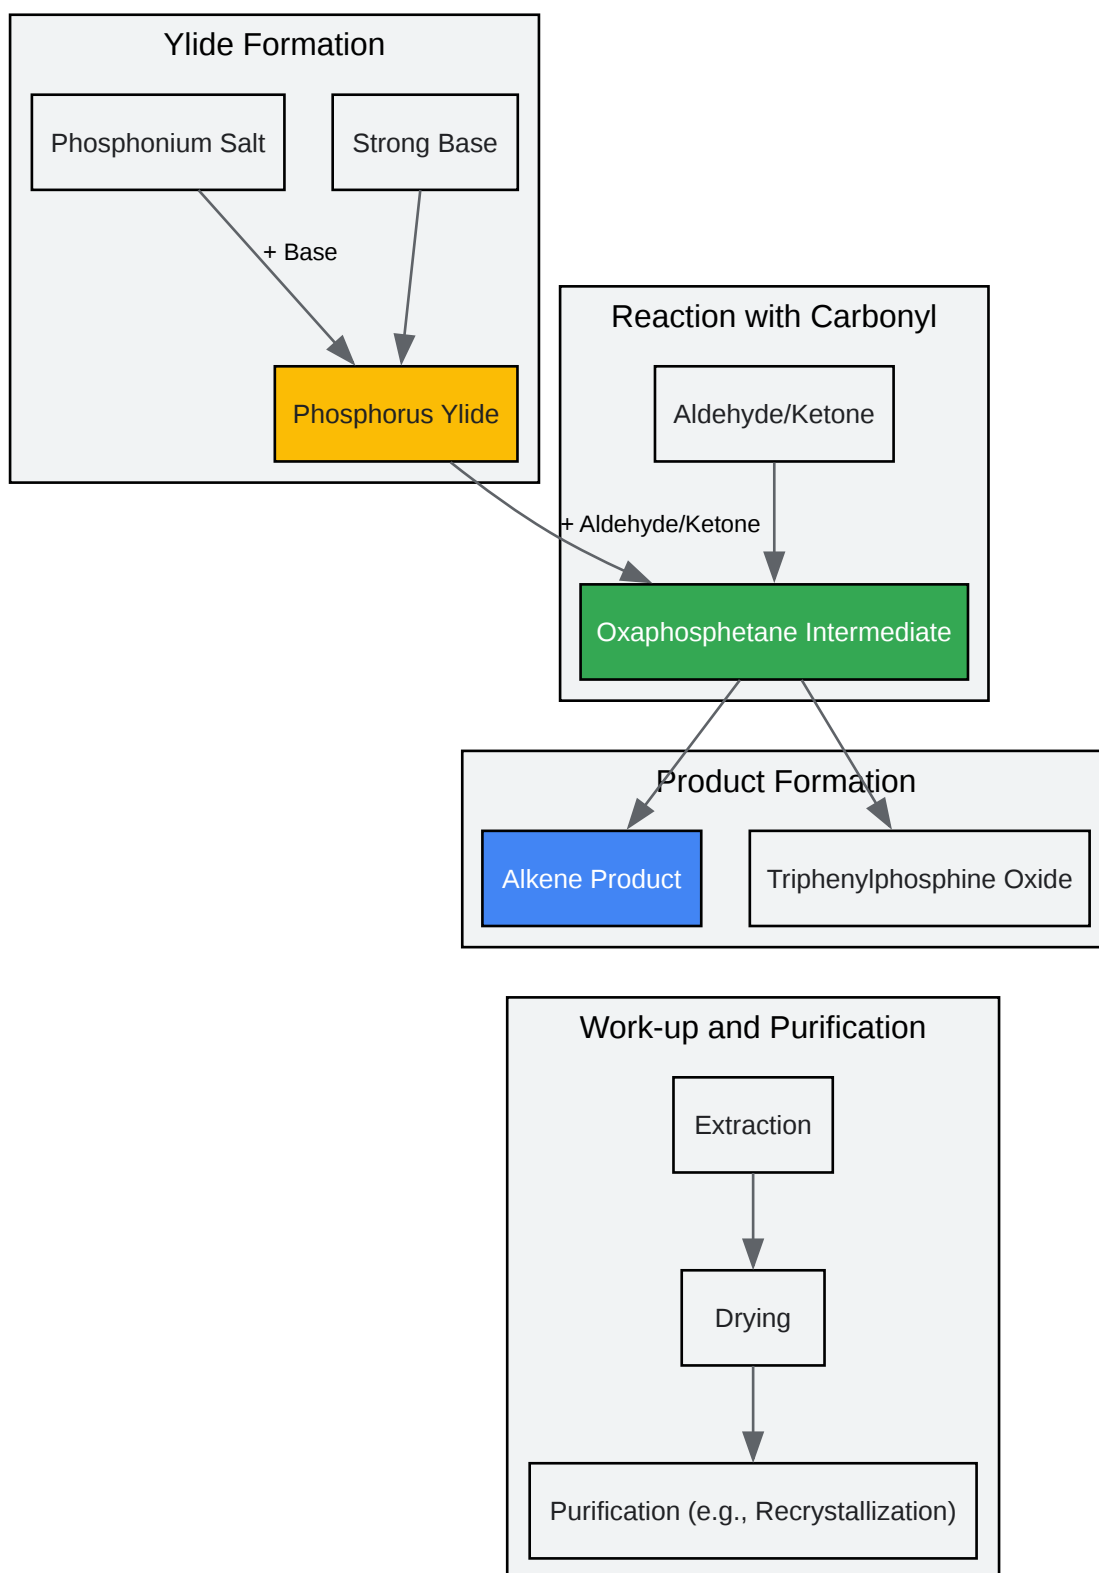 Ylide Formation
Phosphonium Salt
Strong Base
+ Base
Phosphorus Ylide
Reaction with Carbonyl
Aldehyde/Ketone
+ Aldehyde/Ketone
Oxaphosphetane Intermediate
Product Formation
Alkene Product
Triphenylphosphine Oxide
Work-up and Purification
Extraction
Drying
Purification (e.g., Recrystallization)